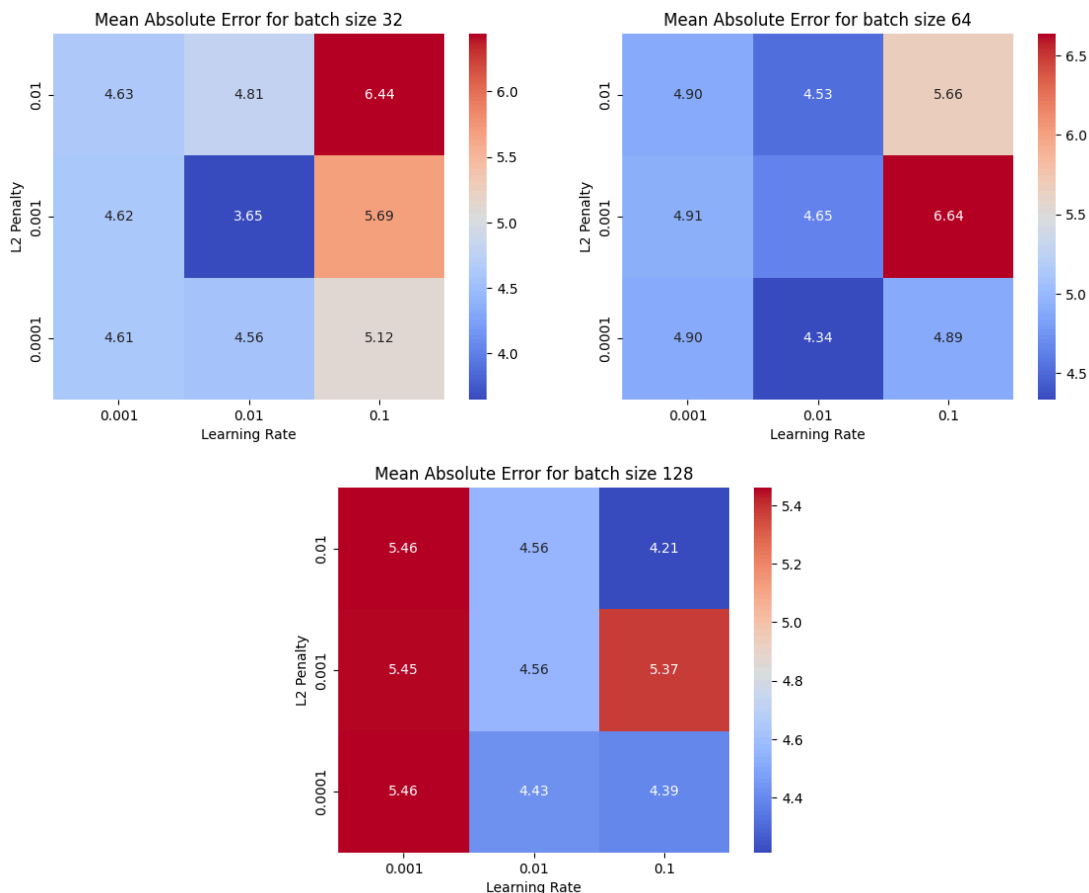 Mean Absolute Error for batch size 32
0.01 4.63 4.81 6.44
0.001 4.62 3.65 5.69
0.0001 4.61 4.56 5.12
L2 Penalty
0.001 0.01 0.1
Learning Rate
6.0
5.5
5.0
4.5
4.0
Mean Absolute Error for batch size 64
0.01 4.90 4.53 5.66
0.001 4.91 4.65 6.64
0.0001 4.90 4.34 4.89
L2 Penalty
0.001 0.01 0.1
Learning Rate
6.5
6.0
5.5
5.0
4.5
Mean Absolute Error for batch size 128
0.01 5.46 4.56 4.21
0.001 5.45 4.56 5.37
0.0001 5.46 4.43 4.39
L2 Penalty
0.001 0.01 0.1
Learning Rate
5.4
5.2
5.0
4.8
4.6
4.4